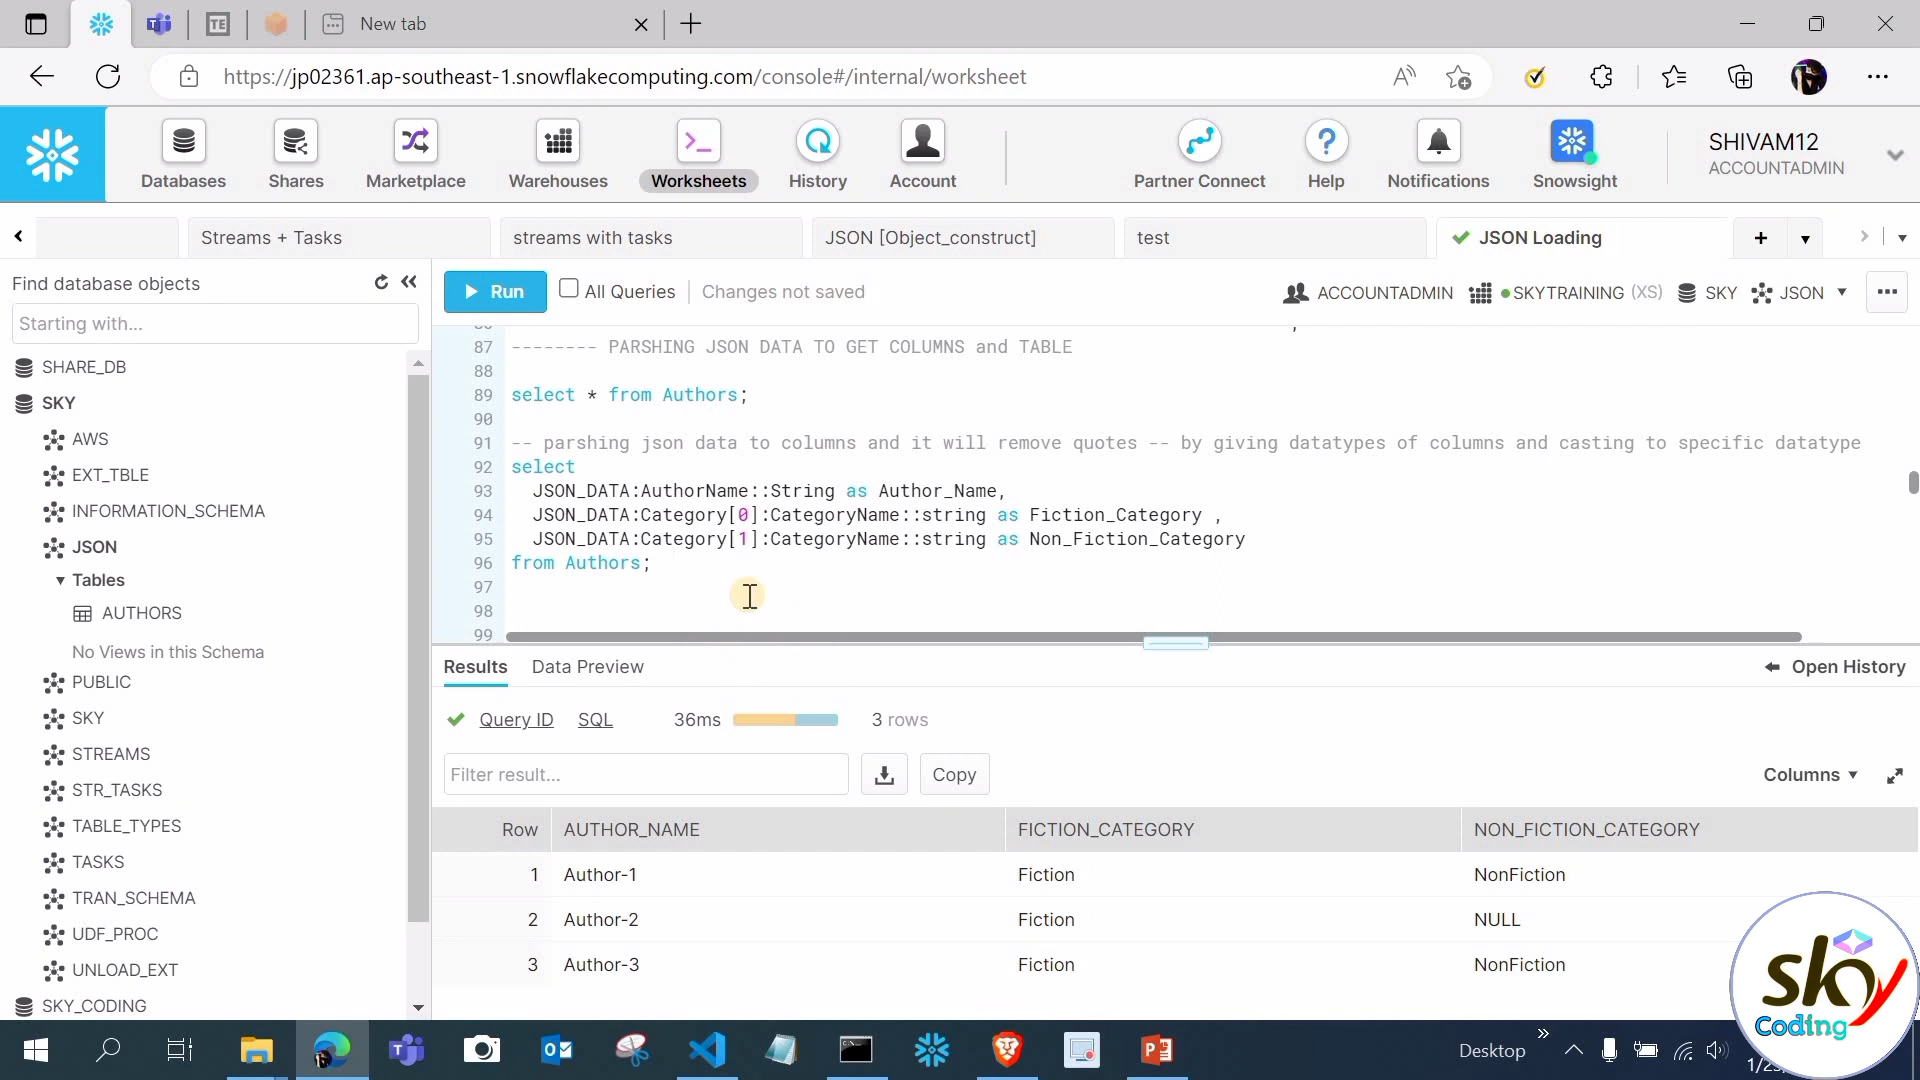 New tab
https://jp02361.ap-southeast-1.snowflakecomputing.com/console#/internal/worksheet
Databases
Shares
Marketplace
Warehouses
Worksheets
History
Account
Partner Connect
Help
Notifications
Snowsight
SHIVAM12
ACCOUNTADMIN
Streams + Tasks
streams with tasks
JSON [Object_construct]
test
JSON Loading
Find database objects
Starting with...
SHARE_DB
SKY
AWS
EXT_TBLE
INFORMATION_SCHEMA
JSON
Tables
AUTHORS
No Views in this Schema
PUBLIC
SKY
STREAMS
STR_TASKS
TABLE_TYPES
TASKS
TRAN_SCHEMA
UDF_PROC
UNLOAD_EXT
SKY_CODING
Run
All Queries
Changes not saved
ACCOUNTADMIN
SKYTRAINING (XS)
SKY
JSON
87 -------- PARSHING JSON DATA TO GET COLUMNS and TABLE
88
89 select * from Authors;
90
91 -- parshing json data to columns and it will remove quotes -- by giving datatypes of columns and casting to specific datatype
92 select
93 JSON_DATA:AuthorName::String as Author_Name,
94 JSON_DATA:Category[0]:CategoryName::string as Fiction_Category ,
95 JSON_DATA:Category[1]:CategoryName::string as Non_Fiction_Category
96 from Authors;
97
98
99
Results
Data Preview
Open History
Query ID
SQL
36ms
3 rows
Filter result...
Copy
Columns
Row AUTHOR_NAME FICTION_CATEGORY NON_FICTION_CATEGORY
1 Author-1 Fiction NonFiction
2 Author-2 Fiction NULL
3 Author-3 Fiction NonFiction
sky
Coding
Desktop